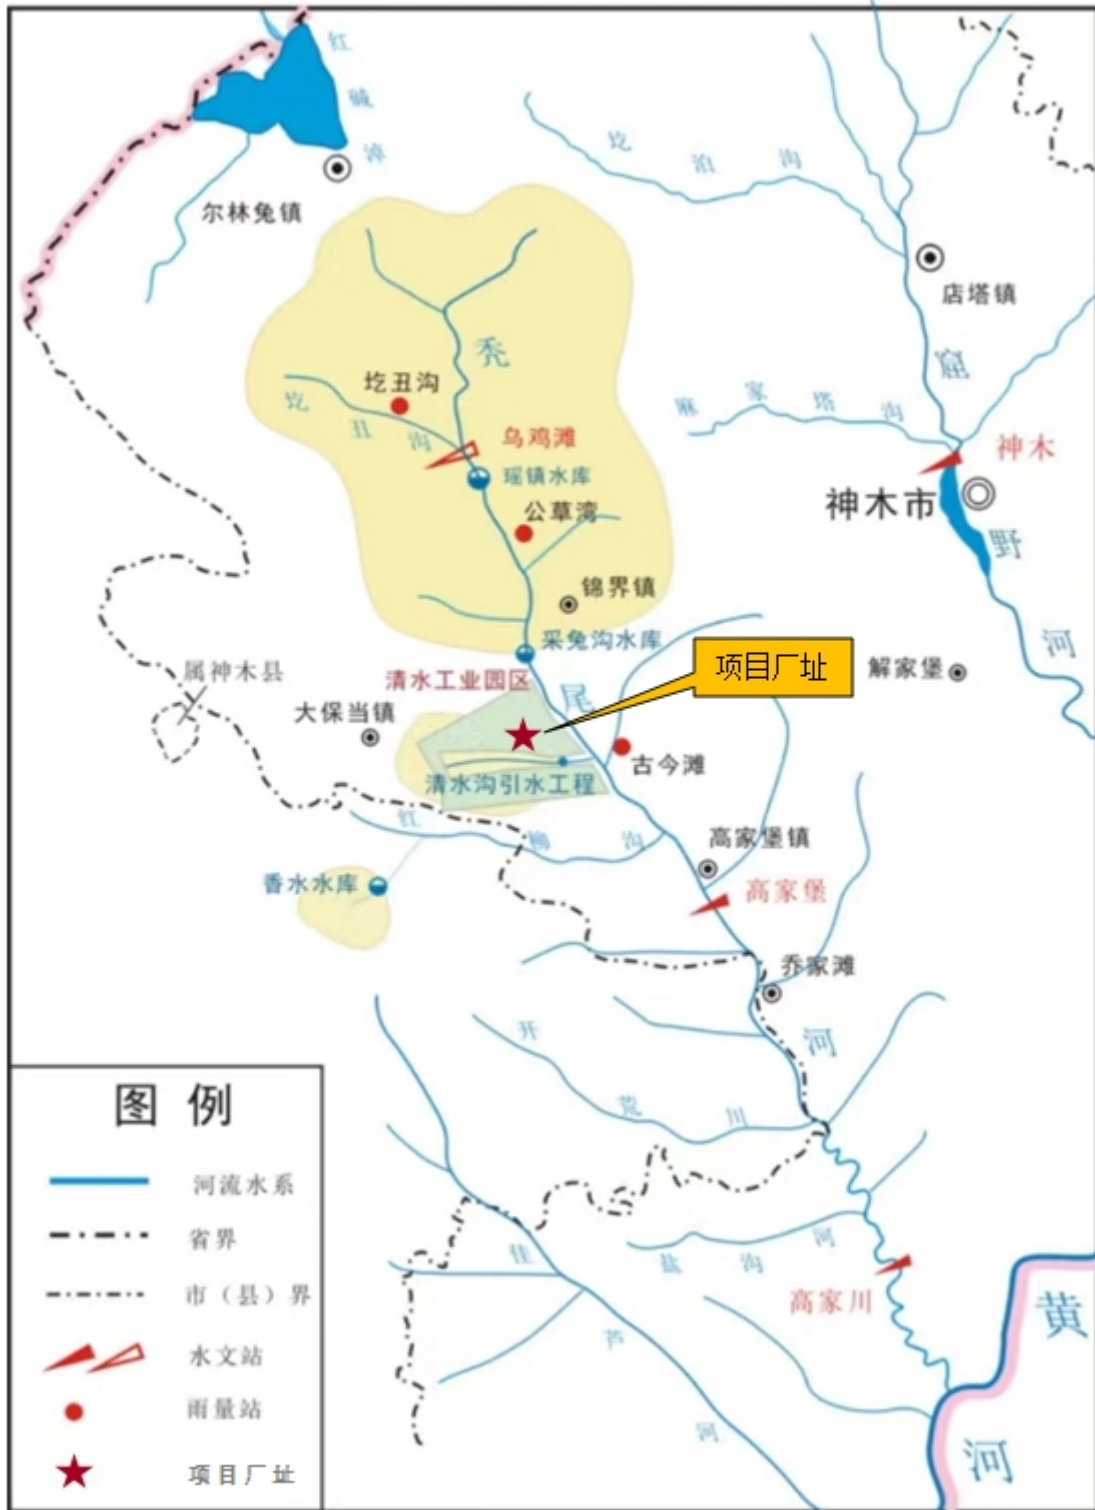 红碱淖
尔林兔镇
圪泊沟
店塔镇
窟野河
秃尾河
圪丑沟
圪丑沟
乌鸡滩
瑶镇水库
公草湾
锦界镇
采兔沟水库
麻家塔沟
神木
神木市
属神木县
清水工业园区
项目厂址
解家堡
大保当镇
古今滩
清水沟引水工程
红柳沟
高家堡镇
高家堡
香水水库
乔家滩
开荒川
佳芦河
盐沟河
高家川
黄河
图例
河流水系
省界
市（县）界
水文站
雨量站
项目厂址